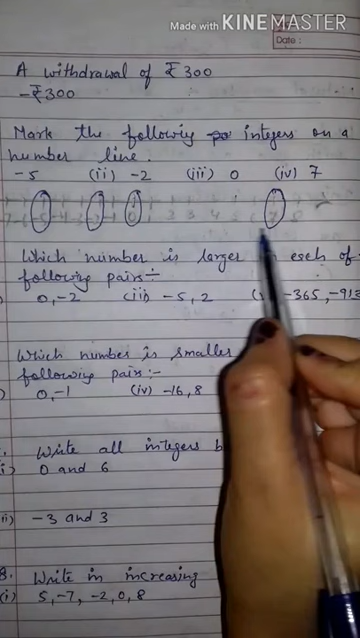 Made with KINEMASTER
Date :
A withdrawal of ₹300
-₹300
Mark the following integers on a
number line.
-5 (ii) -2 (iii) 0 (iv) 7
Which number is larger in each of
following pairs÷
0, -2 (ii) -5, 2 -365, -913
Which number is smaller
following pair :-
0, -1 (iv) -16, 8
Write all integers b
i) 0 and 6
ii) -3 and 3
8. Write in increasing
(i) 5, -7, -2, 0, 8